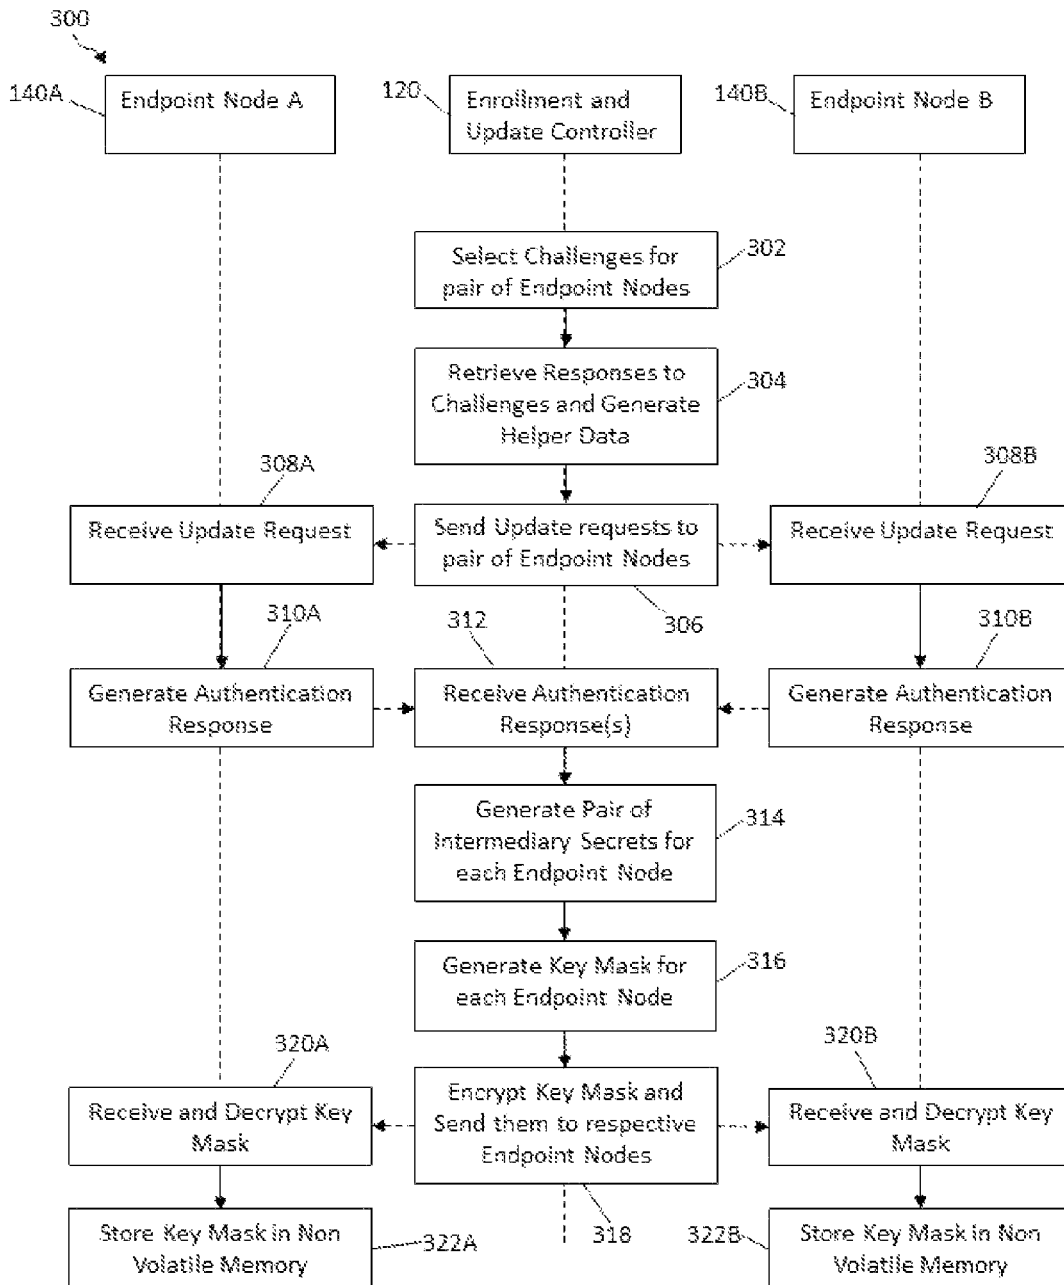 300
140A
Endpoint Node A
120
Enrollment and
Update Controller
140B
Endpoint Node B
Select Challenges for
pair of Endpoint Nodes
302
Retrieve Responses to
Challenges and Generate
Helper Data
304
308A
308B
Receive Update Request
Send Update requests to
pair of Endpoint Nodes
Receive Update Request
310A
312
306
310B
Generate Authentication
Response
Receive Authentication
Response(s)
Generate Authentication
Response
Generate Pair of
Intermediary Secrets for
each Endpoint Node
314
Generate Key Mask for
each Endpoint Node
316
320A
320B
Receive and Decrypt Key
Mask
Encrypt Key Mask and
Send them to respective
Endpoint Nodes
Receive and Decrypt Key
Mask
Store Key Mask in Non
Volatile Memory
322A
318
322B
Store Key Mask in Non
Volatile Memory